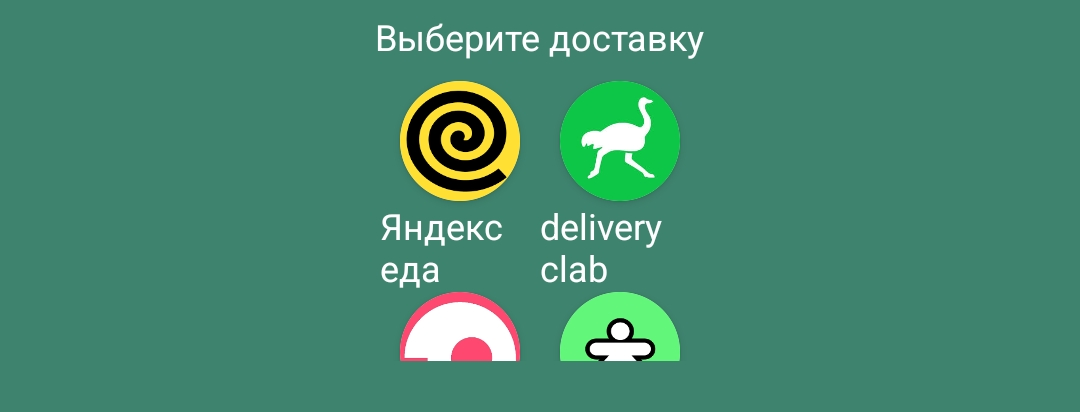 Выберите доставку
Яндекс delivery
еда clab